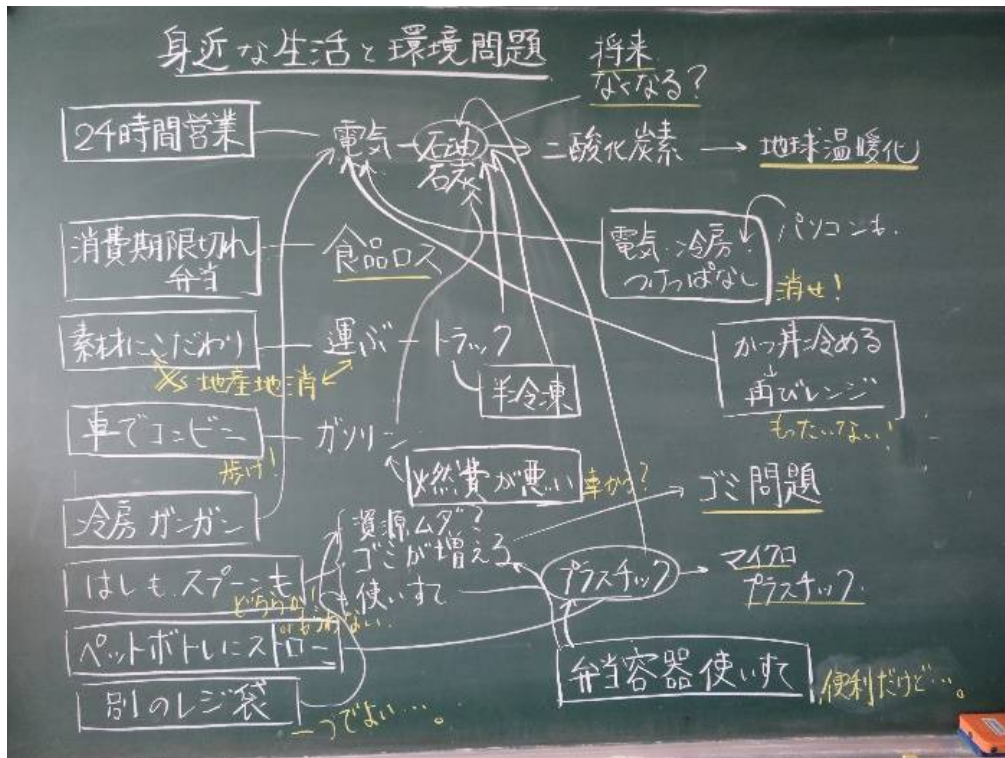 身近な生活と環境問題
将来
なくなる？
24時間営業
電気
石油
石炭
二酸化炭素
地球温暖化
消費期限切れ
弁当
食品ロス
電気・冷房
つけっぱなし
パソコンも
消せ！
素材にこだわり
運ぶ
トラック
地産地消
半冷凍
かつ丼冷める
再びレンジ
もったいない！
車でコンビニ
歩け！
ガソリン
燃費が悪い
車かう？
冷房ガンガン
資源ムダ？
ゴミが増える
使いすて
ゴミ問題
はしも、スプーンも
どちらか！
プラスチック
マイクロ
プラスチック
ペットボトルにストロー
別のレジ袋
一つでよい…。
弁当容器使いすて
便利だけど…。